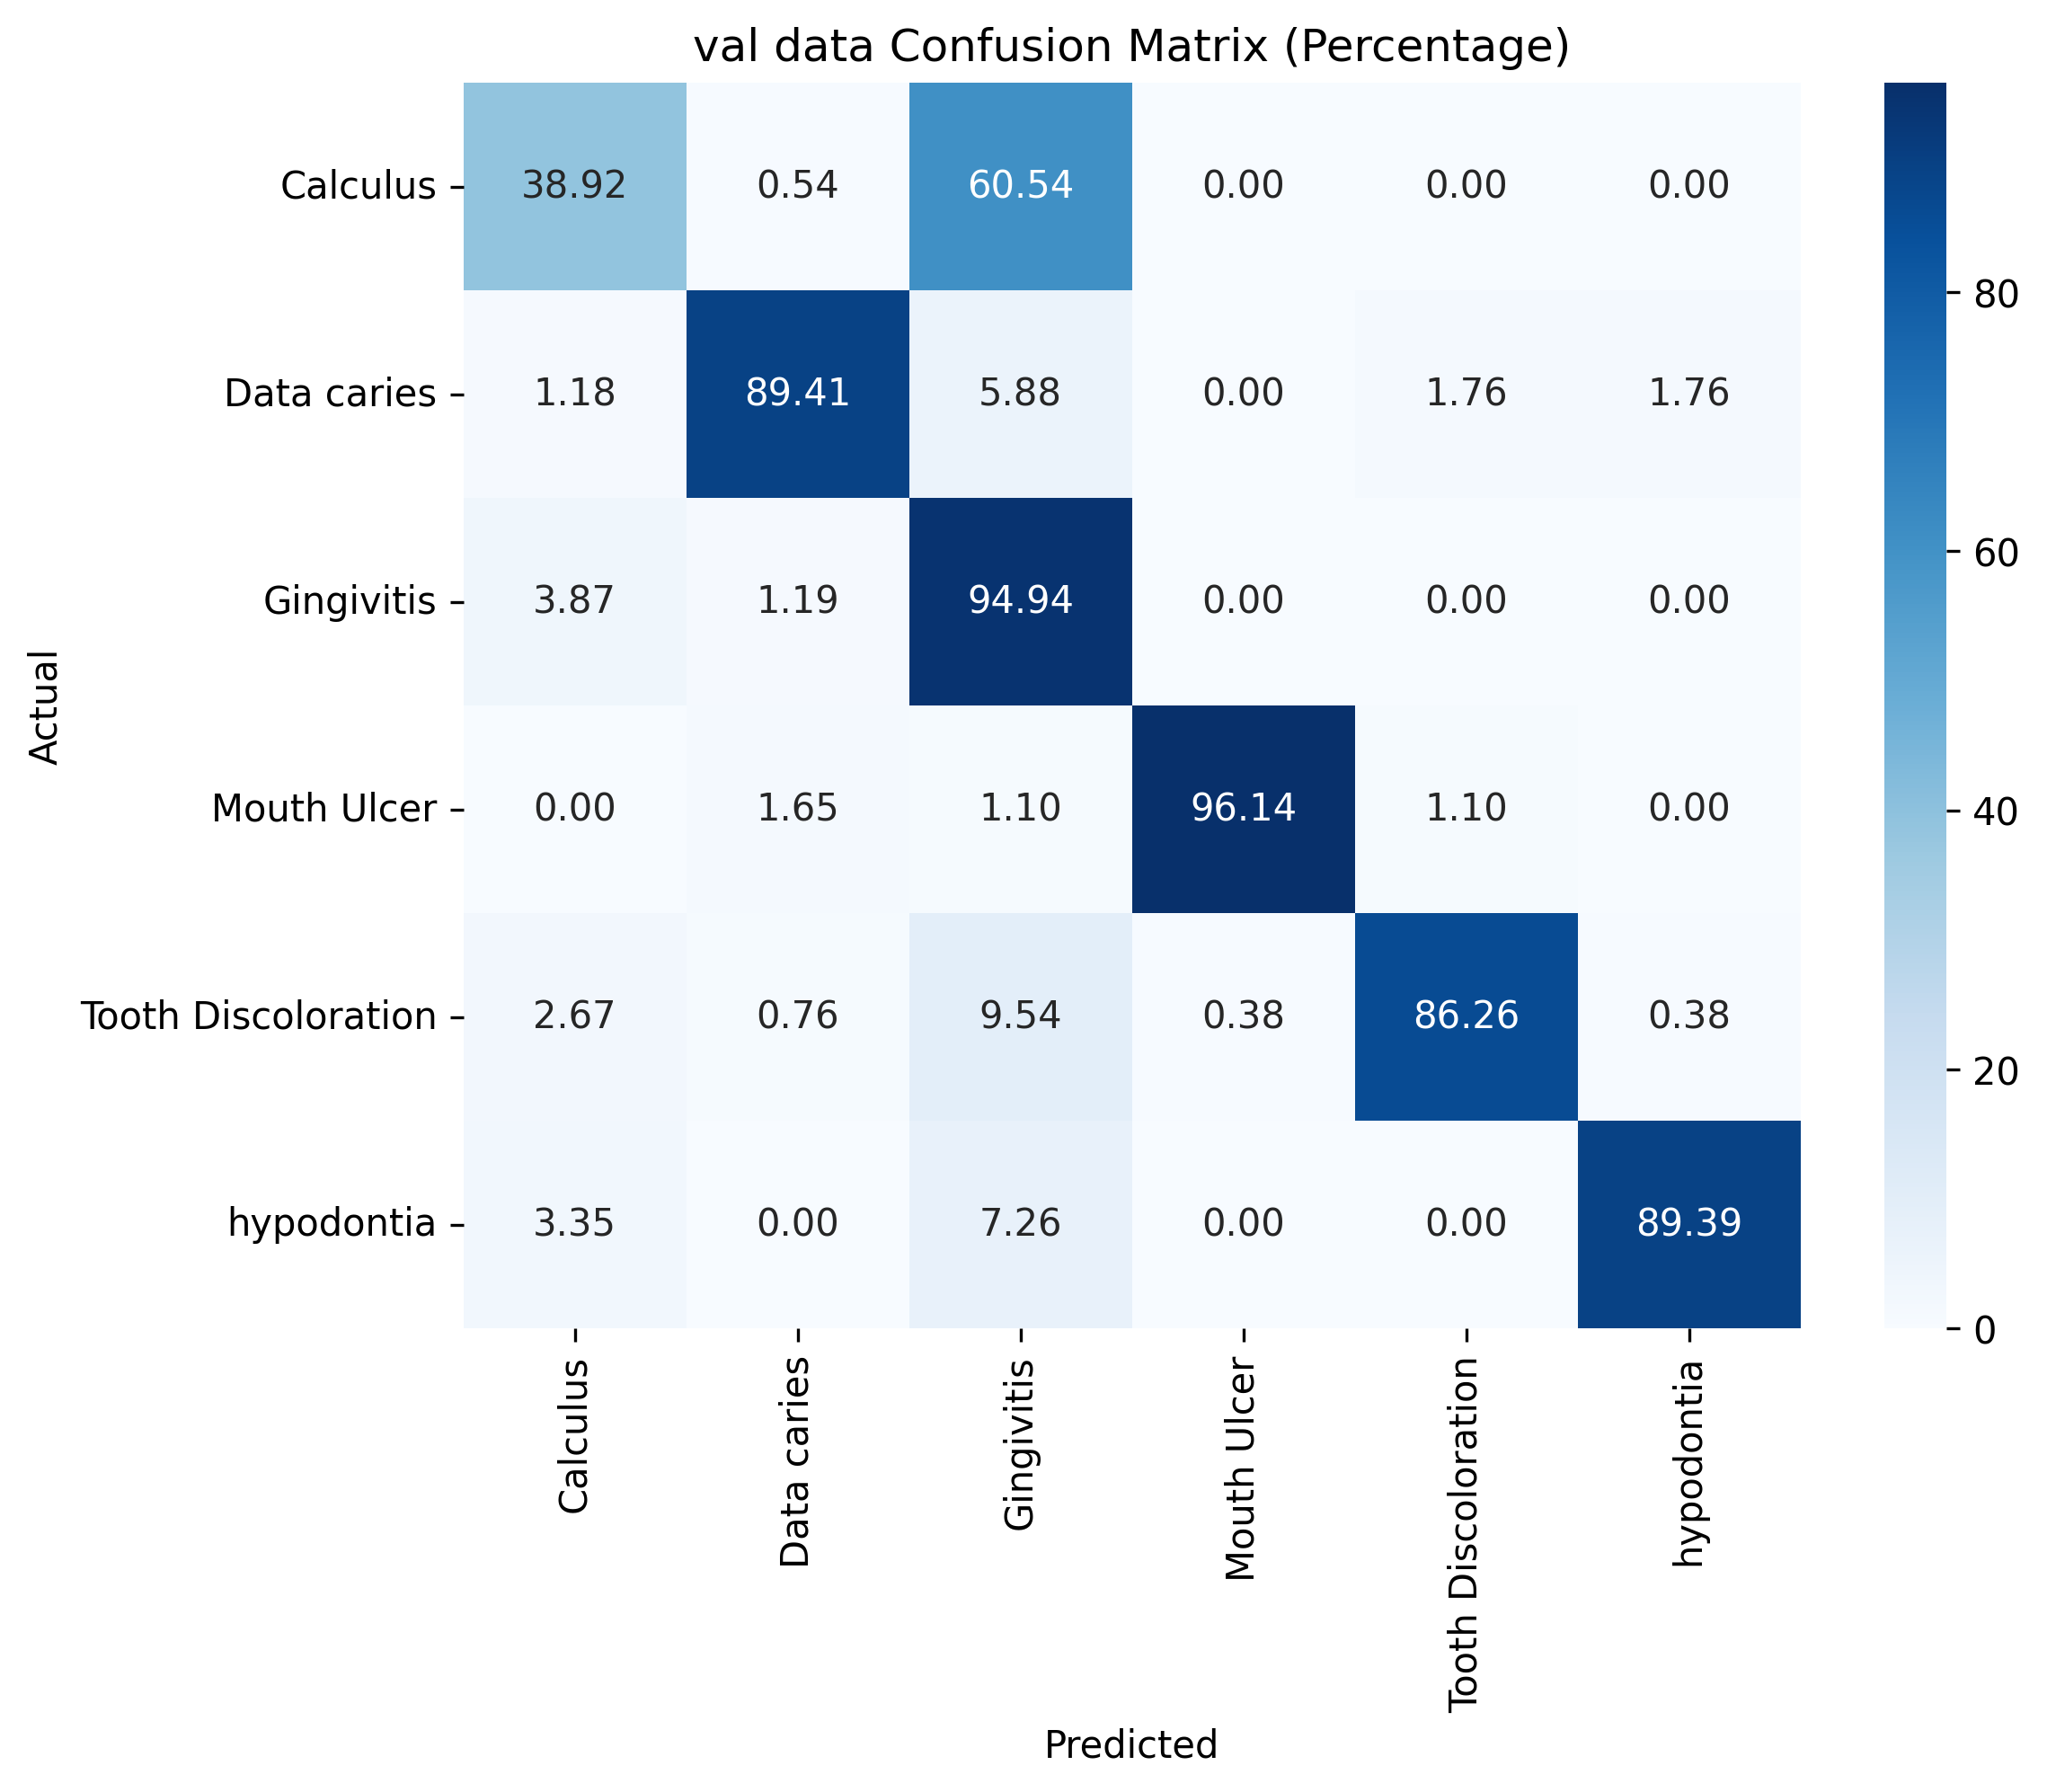 val data Confusion Matrix (Percentage)
Calculus 38.92 0.54 60.54 0.00 0.00 0.00
Data caries 1.18 89.41 5.88 0.00 1.76 1.76
Gingivitis 3.87 1.19 94.94 0.00 0.00 0.00
Mouth Ulcer 0.00 1.65 1.10 96.14 1.10 0.00
Tooth Discoloration 2.67 0.76 9.54 0.38 86.26 0.38
hypodontia 3.35 0.00 7.26 0.00 0.00 89.39
Actual
Calculus
Data caries
Gingivitis
Mouth Ulcer
Tooth Discoloration
hypodontia
Predicted
80
60
40
20
0